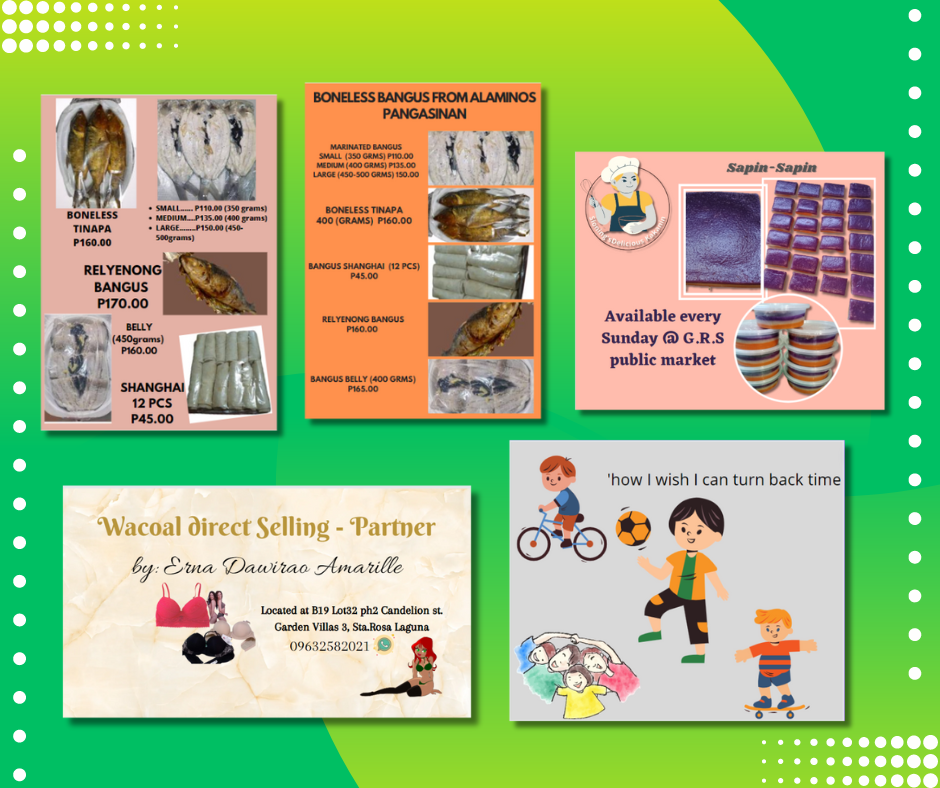 BONELESS
TINAPA
P160.00
• SMALL...... P110.00 (350 grams)
• MEDIUM....P135.00 (400 grams)
• LARGE........P150.00 (450-
500grams)
RELYENONG
BANGUS
P170.00
BELLY
(450grams)
P160.00
SHANGHAI
12 PCS
P45.00
BONELESS BANGUS FROM ALAMINOS
PANGASINAN
MARINATED BANGUS
SMALL (350 GRMS) P110.00
MEDIUM (400 GRMS) P135.00
LARGE (450-500 GRMS) 150.00
BONELESS TINAPA
400 (GRAMS) P160.00
BANGUS SHANGHAI (12 PCS)
P45.00
RELYENONG BANGUS
P160.00
BANGUS BELLY (400 GRMS)
P165.00
Sapin-Sapin
Available every
Sunday @ G.R.S
public market
Wacoal direct Selling - Partner
by: Erna Dawirao Amarille
Located at B19 Lot32 ph2 Candelion st.
Garden Villas 3, Sta.Rosa Laguna
09632582021
'how I wish I can turn back time